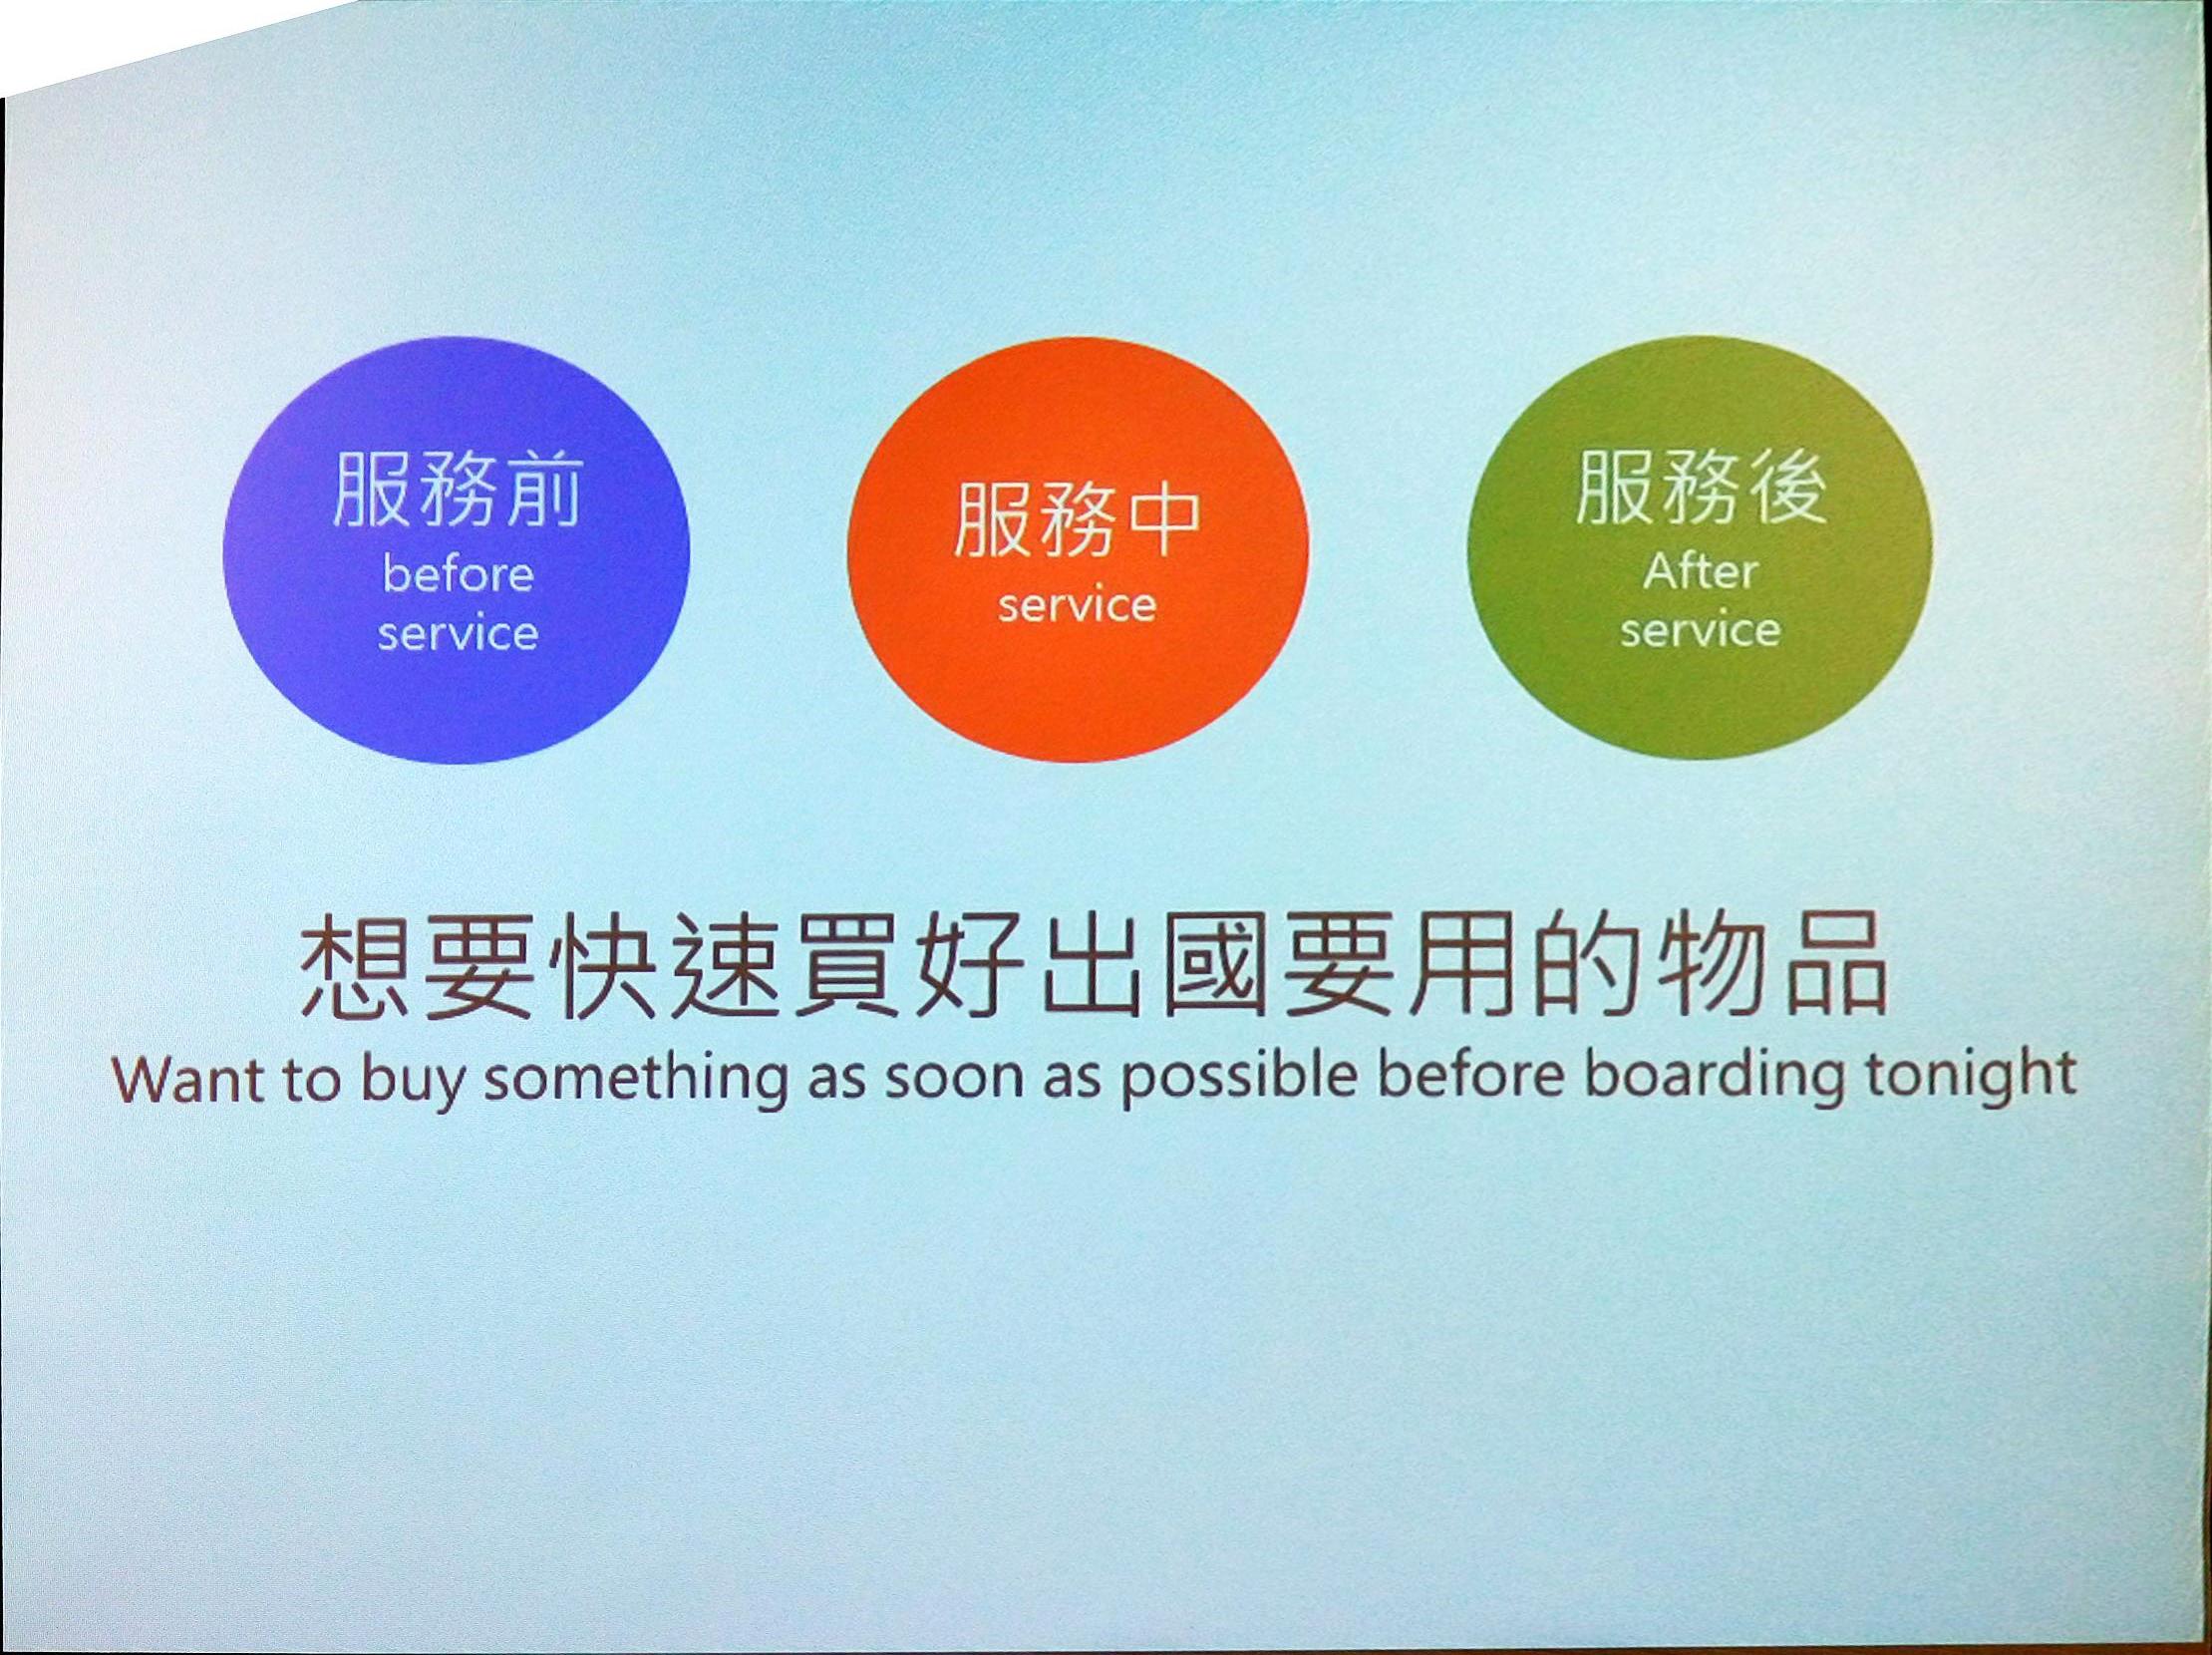 服務前
before
service
服務中
service
服務後
After
service
想要快速買好出國要用的物品
Want to buy something as soon as possible before boarding tonight